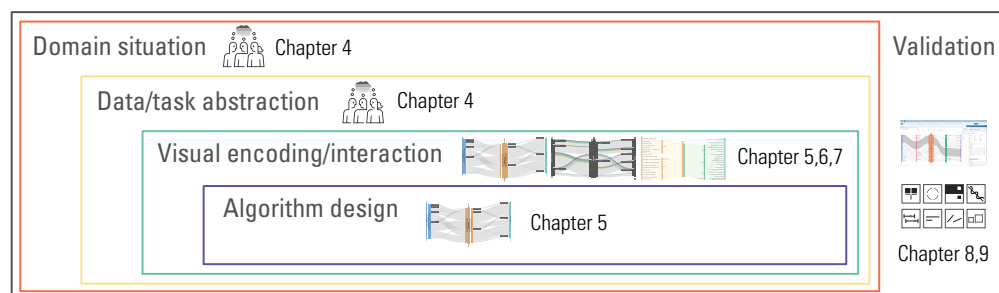 Domain situation
Chapter 4
Validation
Data/task abstraction
Chapter 4
Visual encoding/interaction
Chapter 5,6,7
Algorithm design
Chapter 5
Chapter 8,9